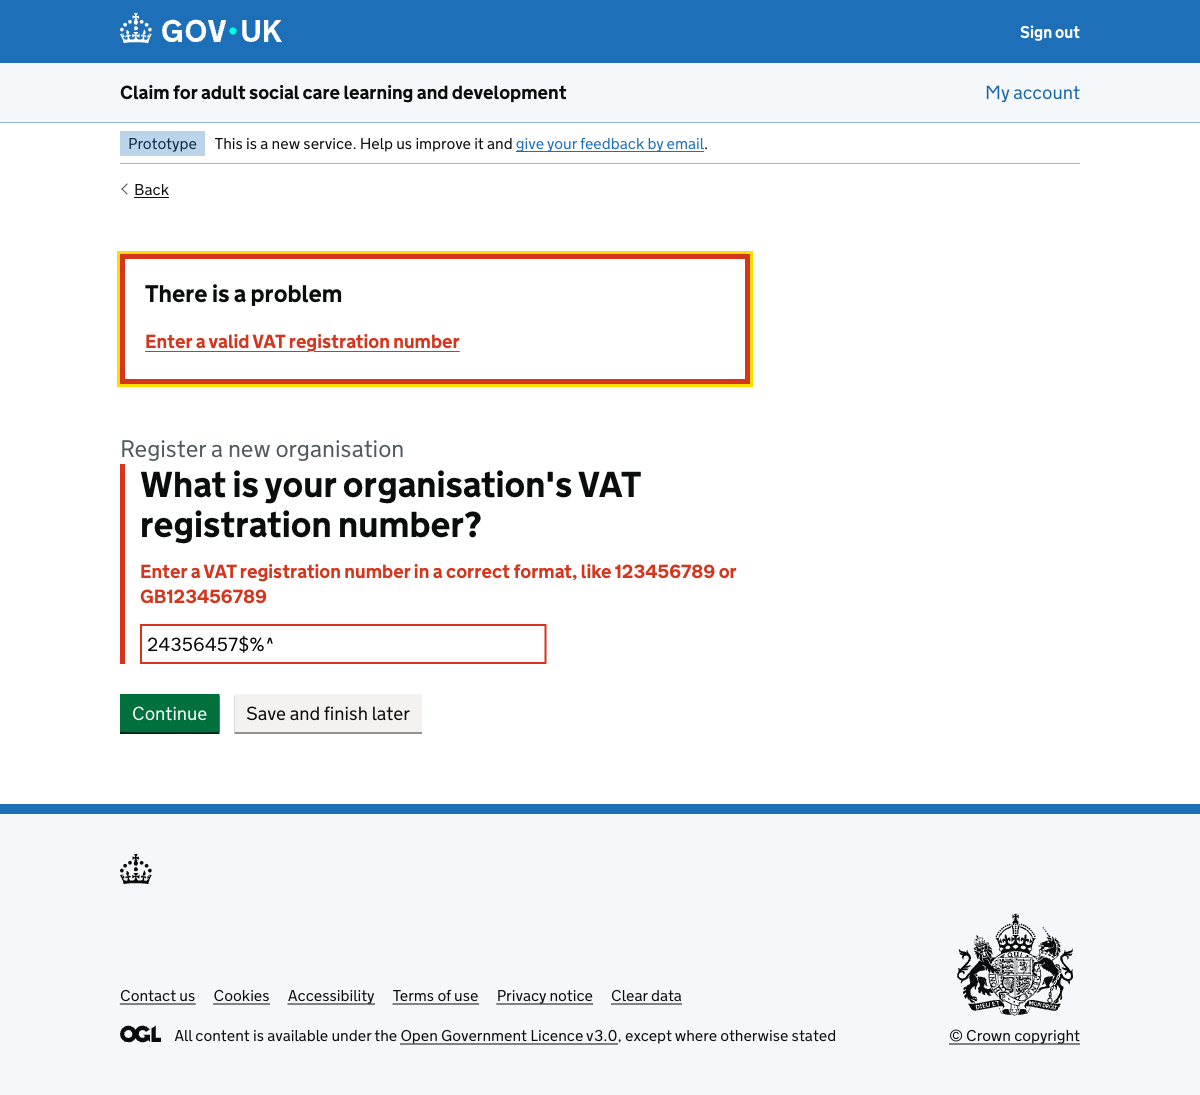 GOV·UK
Sign out
Claim for adult social care learning and development
My account
Prototype
This is a new service. Help us improve it and give your feedback by email.
Back
There is a problem
Enter a valid VAT registration number
Register a new organisation
What is your organisation's VAT
registration number?
Enter a VAT registration number in a correct format, like 123456789 or
GB123456789
24356457$%^
Continue
Save and finish later
Contact us
Cookies
Accessibility
Terms of use
Privacy notice
Clear data
OGL
All content is available under the Open Government Licence v3.0, except where otherwise stated
© Crown copyright